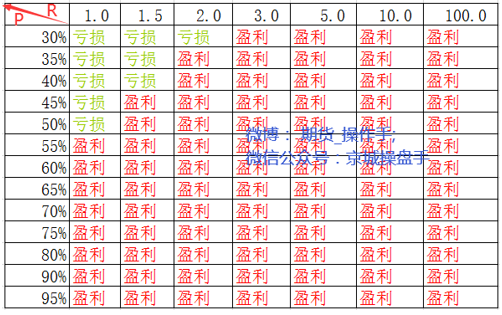 P R 1.0 1.5 2.0 3.0 5.0 10.0 100.0
30% 亏损 亏损 亏损 盈利 盈利 盈利 盈利
35% 亏损 亏损 盈利 盈利 盈利 盈利 盈利
40% 亏损 亏损 盈利 盈利 盈利 盈利 盈利
45% 亏损 盈利 盈利 盈利 盈利 盈利 盈利
50% 亏损 盈利 盈利 盈利 盈利 盈利 盈利
微博：期货_操作手;
55% 盈利 盈利 盈利 盈利 盈利 盈利 盈利
微信公众号：京城操盘手
60% 盈利 盈利 盈利 盈利 盈利 盈利 盈利
65% 盈利 盈利 盈利 盈利 盈利 盈利 盈利
70% 盈利 盈利 盈利 盈利 盈利 盈利 盈利
75% 盈利 盈利 盈利 盈利 盈利 盈利 盈利
80% 盈利 盈利 盈利 盈利 盈利 盈利 盈利
90% 盈利 盈利 盈利 盈利 盈利 盈利 盈利
95% 盈利 盈利 盈利 盈利 盈利 盈利 盈利